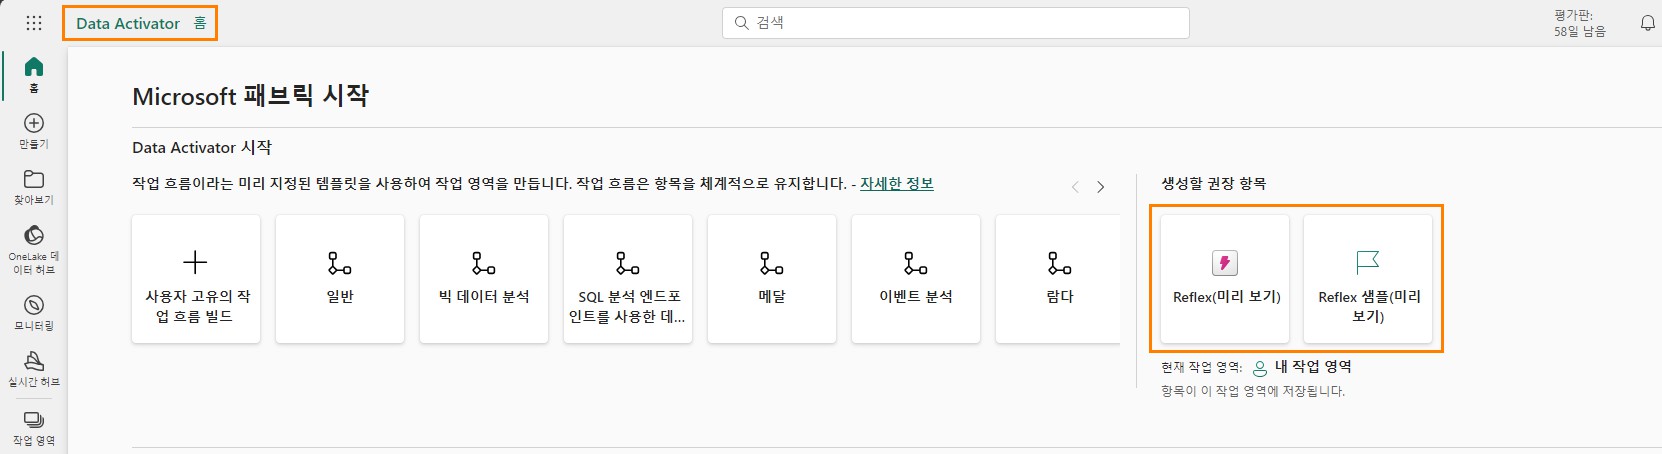 Data Activator 홈
검색
평가판:
58일 남음
홈
만들기
찾아보기
OneLake 데
이터 허브
모니터링
실시간 허브
작업 영역
Microsoft 패브릭 시작
Data Activator 시작
작업 흐름이라는 미리 지정된 템플릿을 사용하여 작업 영역을 만듭니다. 작업 흐름은 항목을 체계적으로 유지합니다. - 자세한 정보
사용자 고유의 작
업 흐름 빌드
일반
빅 데이터 분석
SQL 분석 엔드포
인트를 사용한 데...
메달
이벤트 분석
람다
생성할 권장 항목
Reflex(미리 보기)
Reflex 샘플(미리
보기)
현재 작업 영역: 내 작업 영역
항목이 이 작업 영역에 저장됩니다.